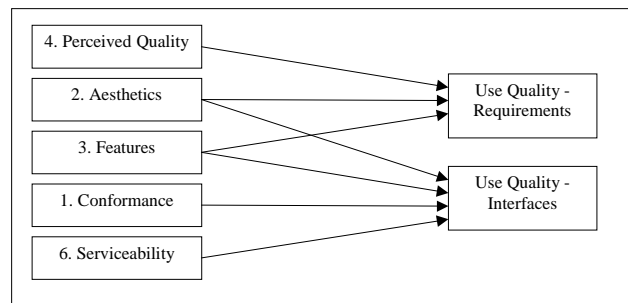 4. Perceived Quality
2. Aesthetics
3. Features
1. Conformance
6. Serviceability
Use Quality -
Requirements
Use Quality -
Interfaces